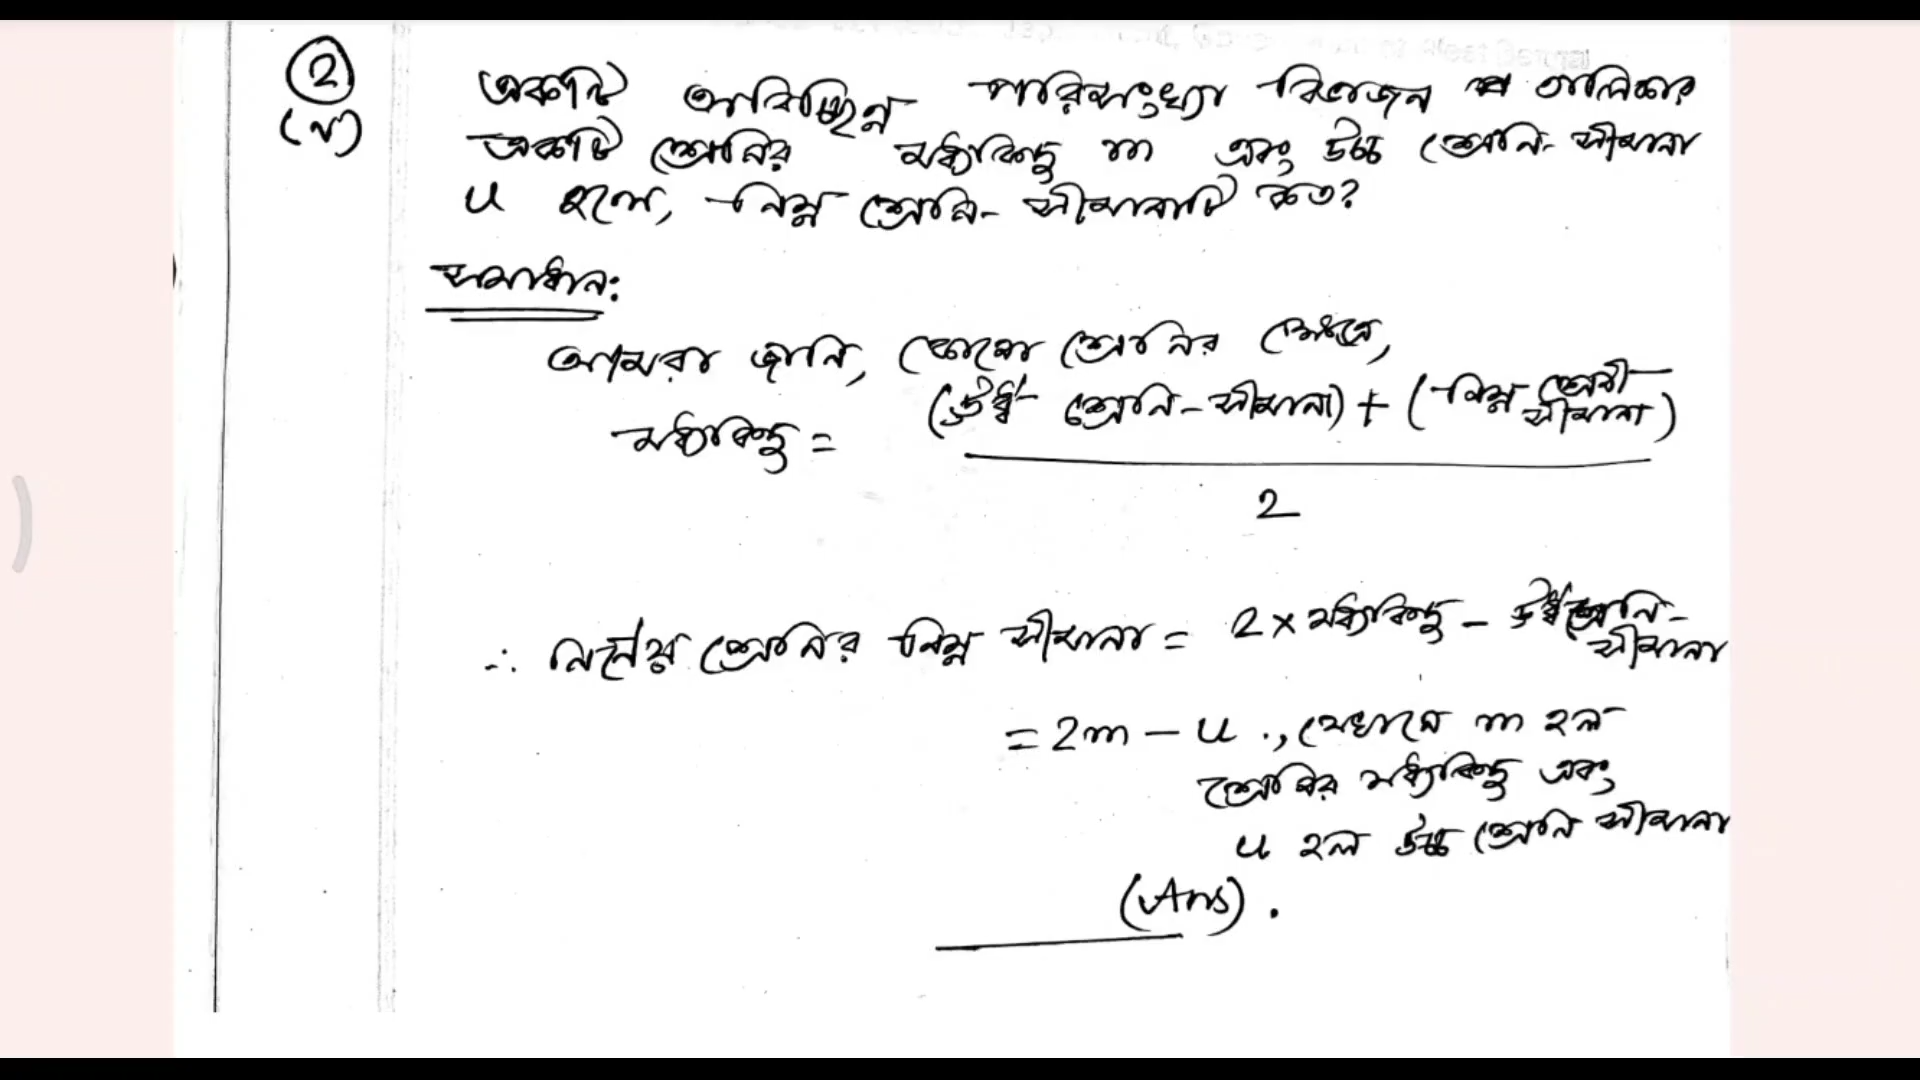 ②
(v)
একটি অবিচ্ছিন্ন পরিসংখ্যা বিভাজন তালিকার
একটি শ্রেনির মধ্যবিন্দু m এবং উচ্চ শ্রেনি-সীমানা
u হলে, নিম্ন শ্রেনি-সীমানাটি কত?
সমাধান:
আমরা জানি, কোনো শ্রেনির ক্ষেত্রে,
মধ্যবিন্দু = (ঊর্ধ্ব শ্রেনি-সীমানা) + (নিম্ন শ্রেনী সীমানা)
2
∴ নির্ণেয় শ্রেনির নিম্ন সীমানা = 2 × মধ্যবিন্দু - ঊর্ধ্ব শ্রেনি-সীমানা
= 2m - u ., যেখানে m হল
শ্রেনির মধ্যবিন্দু এবং
u হল উচ্চ শ্রেনি সীমানা
(Ans).